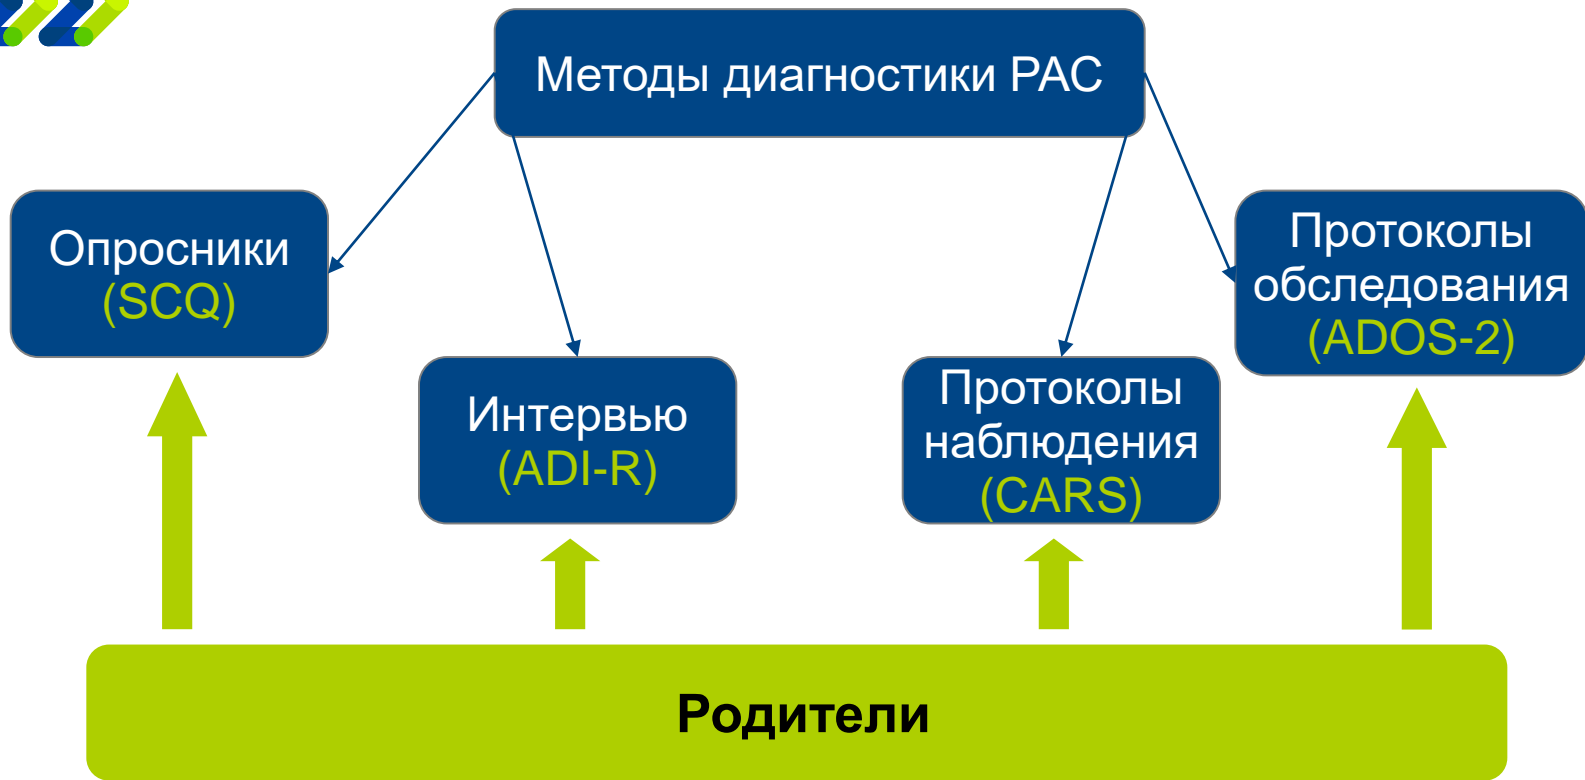 Методы диагностики РАС
Опросники
(SCQ)
Интервью
(ADI-R)
Протоколы
наблюдения
(CARS)
Протоколы
обследования
(ADOS-2)
Родители